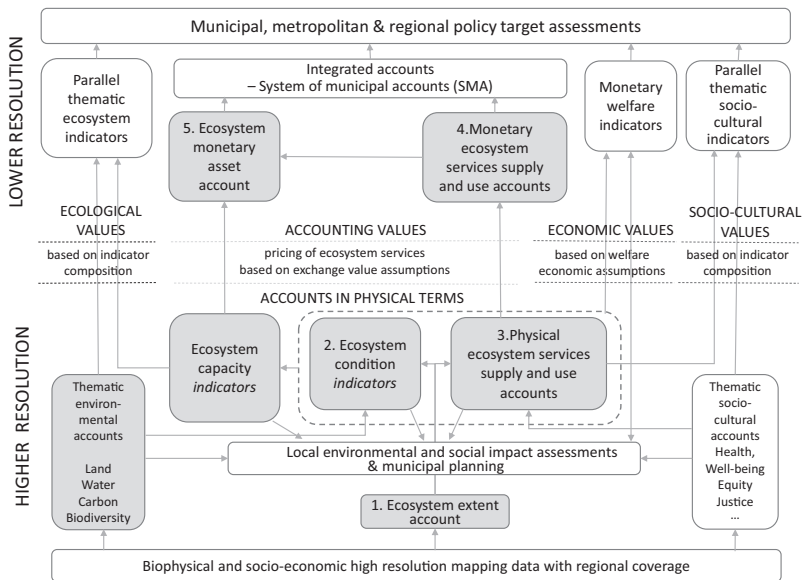 Municipal, metropolitan & regional policy target assessments
LOWER RESOLUTION
Parallel
thematic
ecosystem
indicators
Integrated accounts
– System of municipal accounts (SMA)
Monetary
welfare
indicators
Parallel
thematic
socio-
cultural
indicators
5. Ecosystem
monetary
asset
account
4.Monetary
ecosystem
services supply
and use accounts
ECOLOGICAL
VALUES
based on indicator
composition
ACCOUNTING VALUES
pricing of ecosystem services
based on exchange value assumptions
ECONOMIC VALUES
based on welfare
economic assumptions
SOCIO-CULTURAL
VALUES
based on indicator
composition
ACCOUNTS IN PHYSICAL TERMS
HIGHER RESOLUTION
Ecosystem
capacity
indicators
2. Ecosystem
condition
indicators
3.Physical
ecosystem services
supply and use
accounts
Thematic
environ-
mental
accounts
Land
Water
Carbon
Biodiversity
Thematic
socio-
cultural
accounts
Health,
Well-being
Equity
Justice
...
Local environmental and social impact assessments
& municipal planning
1. Ecosystem extent
account
Biophysical and socio-economic high resolution mapping data with regional coverage